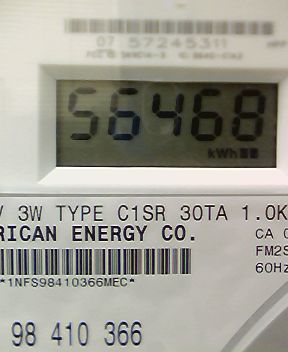 07 57245311
56468
kWh
V 3W TYPE C1SR 30TA 1.0K
RICAN ENERGY CO.
CA 0
FM2S
60Hz
*1NFS98410366MEC*
98 410 366